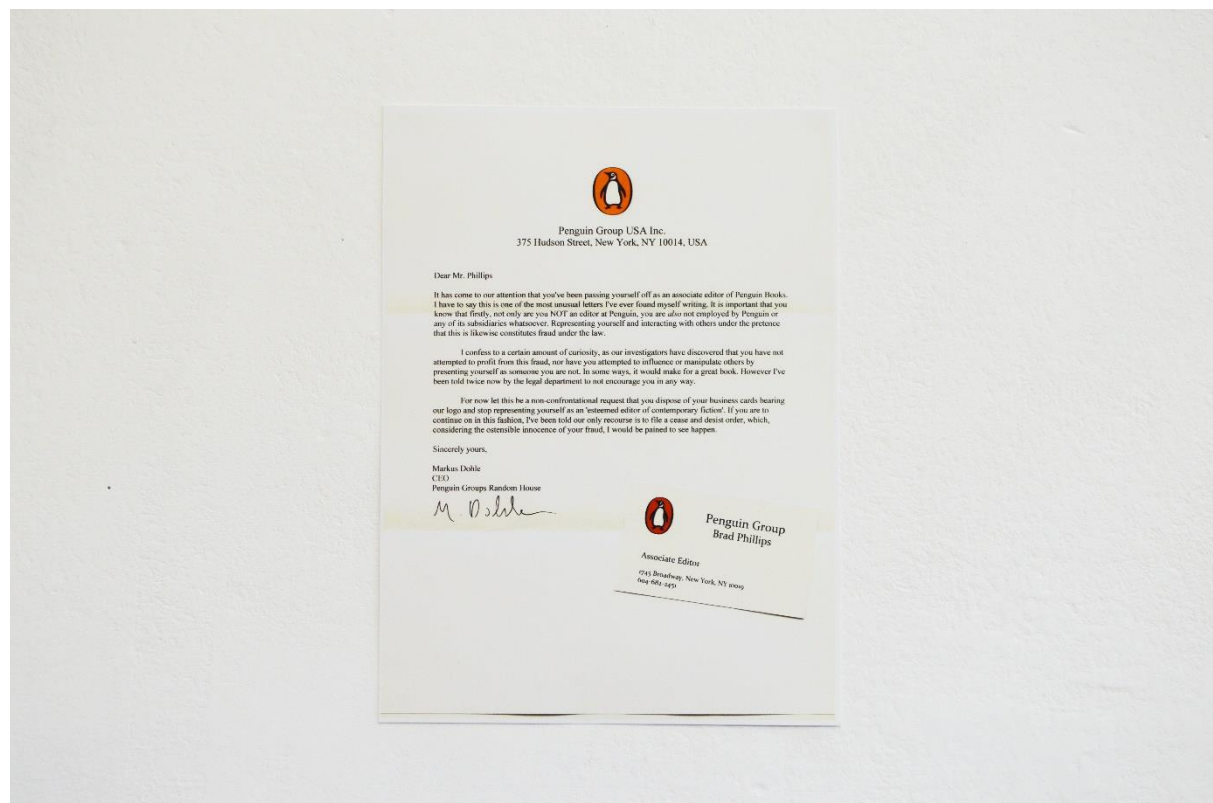 Penguin Group USA Inc.
375 Hudson Street, New York, NY 10014, USA
Dear Mr. Phillips
It has come to our attention that you've been passing yourself off as an associate editor of Penguin Books.
I have to say this is one of the most unusual letters I've ever found myself writing. It is important that you
know that firstly, not only are you NOT an editor at Penguin, you are also not employed by Penguin or
any of its subsidiaries whatsoever. Representing yourself and interacting with others under the pretence
that this is likewise constitutes fraud under the law.
I confess to a certain amount of curiosity, as our investigators have discovered that you have not
attempted to profit from this fraud, nor have you attempted to influence or manipulate others by
presenting yourself as someone you are not. In some ways, it would make for a great book. However I've
been told twice now by the legal department to not encourage you in any way.
For now let this be a non-confrontational request that you dispose of your business cards bearing
our logo and stop representing yourself as an 'esteemed editor of contemporary fiction'. If you are to
continue on in this fashion, I've been told our only recourse is to file a cease and desist order, which,
considering the ostensible innocence of your fraud, I would be pained to see happen.
Sincerely yours,
Markus Dohle
CEO
Penguin Groups Random House
M. Dohle
Penguin Group
Brad Phillips
Associate Editor
1745 Broadway, New York, NY 10019
604-682-2451